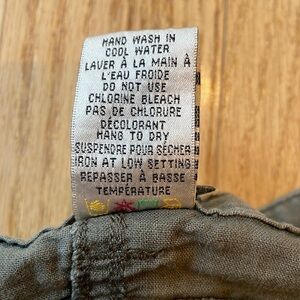 HAND WASH IN
COOL WATER
LAVER À LA MAIN À
L'EAU FROIDE
DO NOT USE
CHLORINE BLEACH
PAS DE CHLORURE
DÉCOLORANT
HANG TO DRY
SUSPENDRE POUR SÉCHER
IRON AT LOW SETTING
REPASSER À BASSE
TEMPÉRATURE